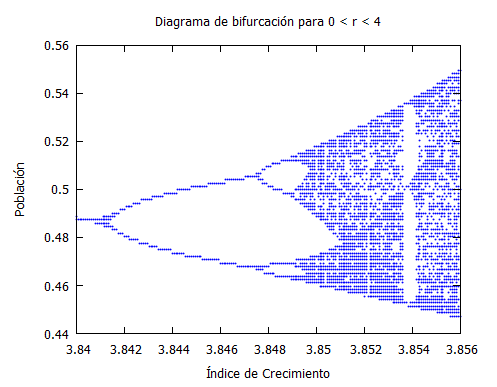 Diagrama de bifurcación para 0 < r < 4
0.56
0.54
0.52
0.5
0.48
0.46
0.44
Población
3.84 3.842 3.844 3.846 3.848 3.85 3.852 3.854 3.856
Índice de Crecimiento